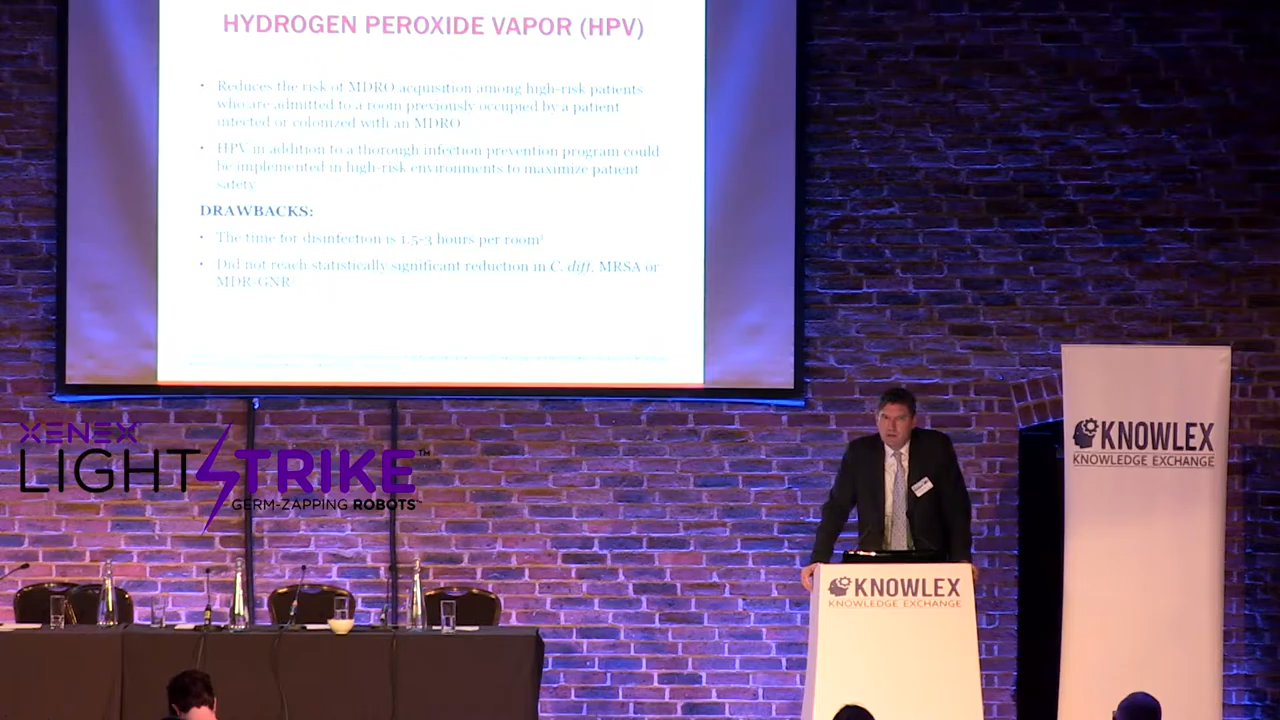 HYDROGEN PEROXIDE VAPOR (HPV)
• Reduces the risk of MDRO acquisition among high-risk patients
who are admitted to a room previously occupied by a patient
infected or colonized with an MDRO
• HPV in addition to a thorough infection prevention program could
be implemented in high-risk environments to maximize patient
safety
DRAWBACKS:
• The time for disinfection is 1.5-3 hours per room¹
• Did not reach statistically significant reduction in C. diff, MRSA or
MDR-GNR
XENEX
LIGHTSTRIKE™
GERM-ZAPPING ROBOTS™
KNOWLEX
KNOWLEDGE EXCHANGE
KNOWLEX
KNOWLEDGE EXCHANGE